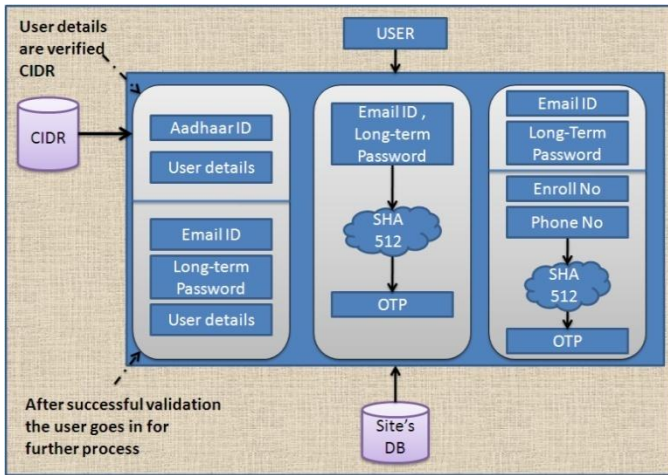 User details
are verified
CIDR
USER
CIDR
Aadhaar ID
User details
Email ID
Long-term
Password
User details
Email ID ,
Long-term
Password
SHA
512
OTP
Email ID
Long-Term
Password
Enroll No
Phone No
SHA
512
OTP
After successful validation
the user goes in for
further process
Site's
DB